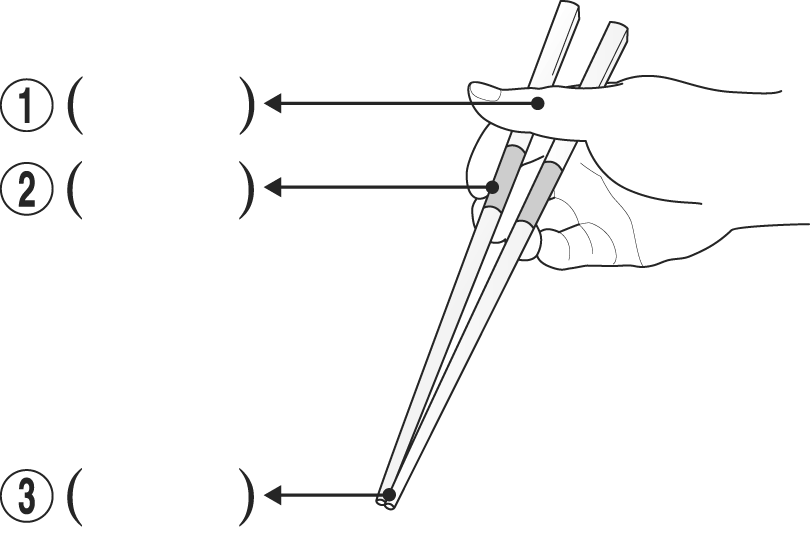 ① (　　　)
② (　　　)
③ (　　　)